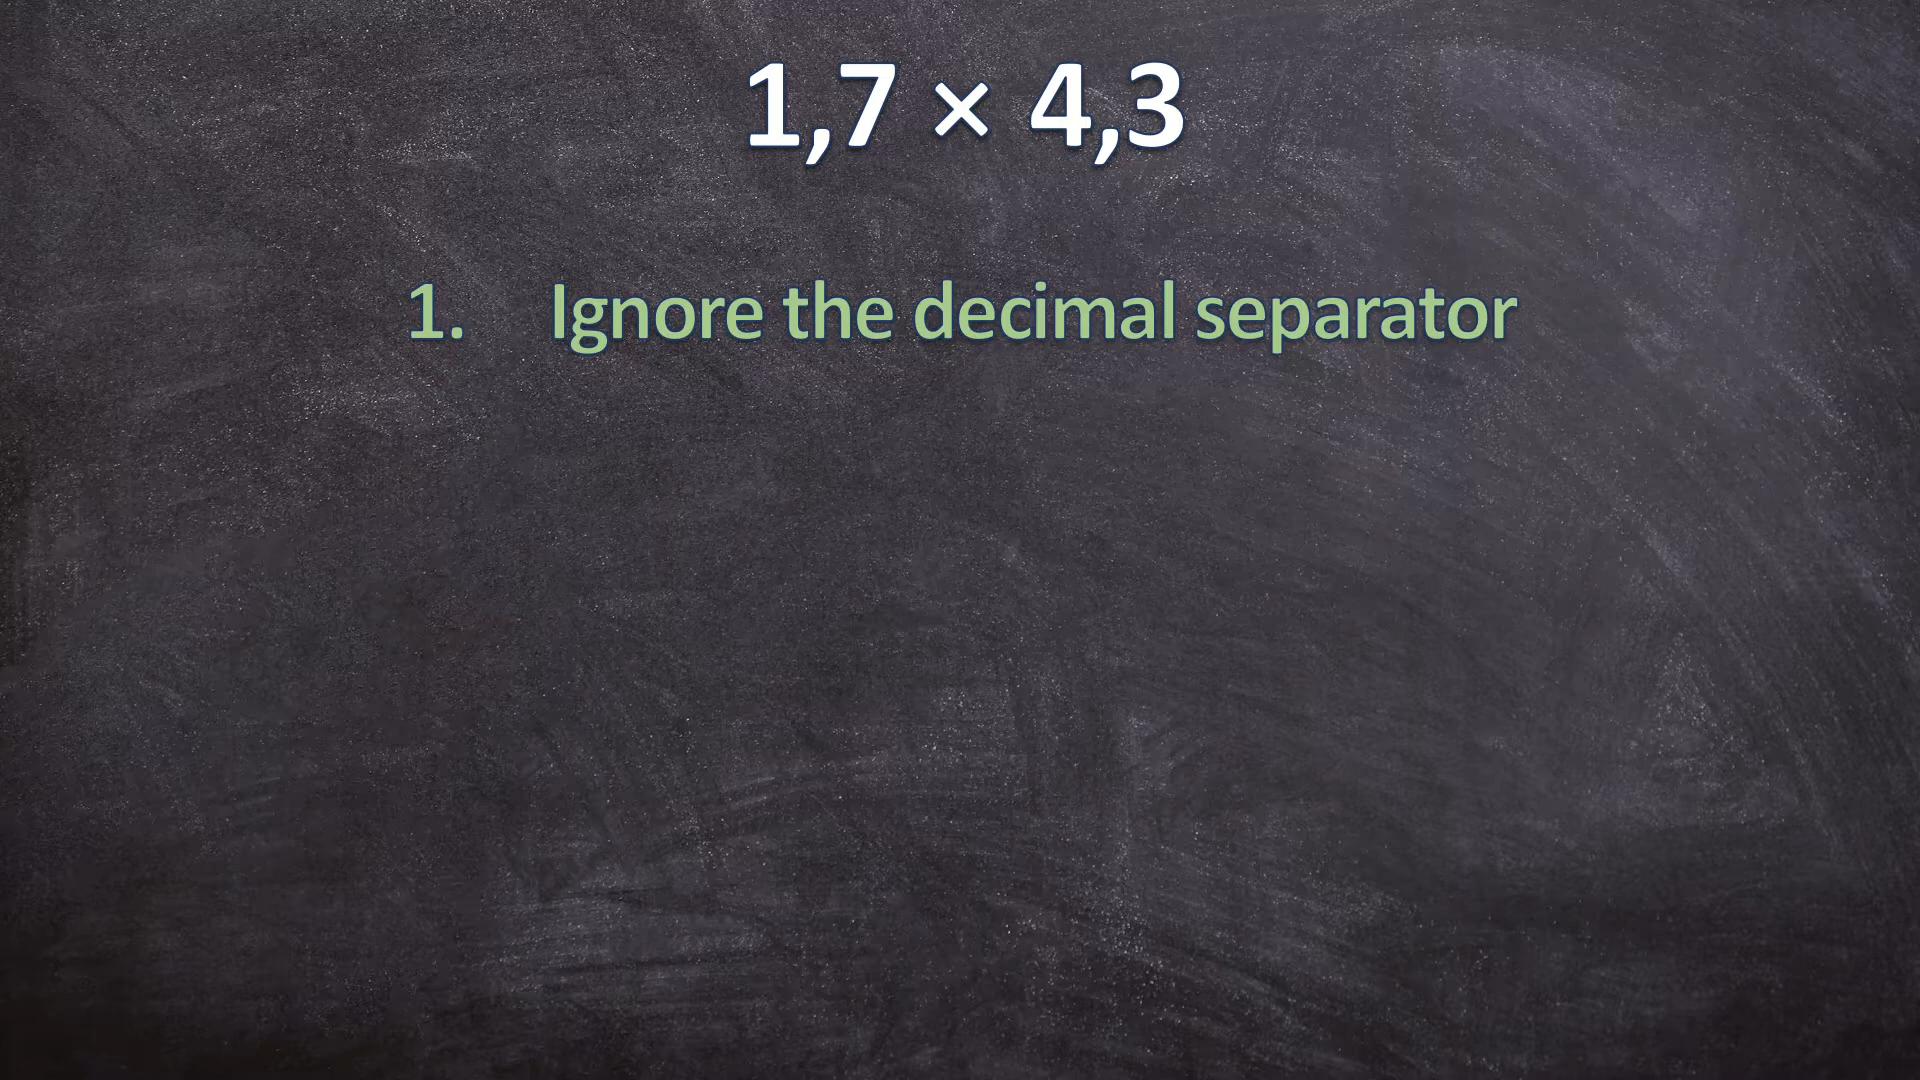 1,7 × 4,3
1. Ignore the decimal separator